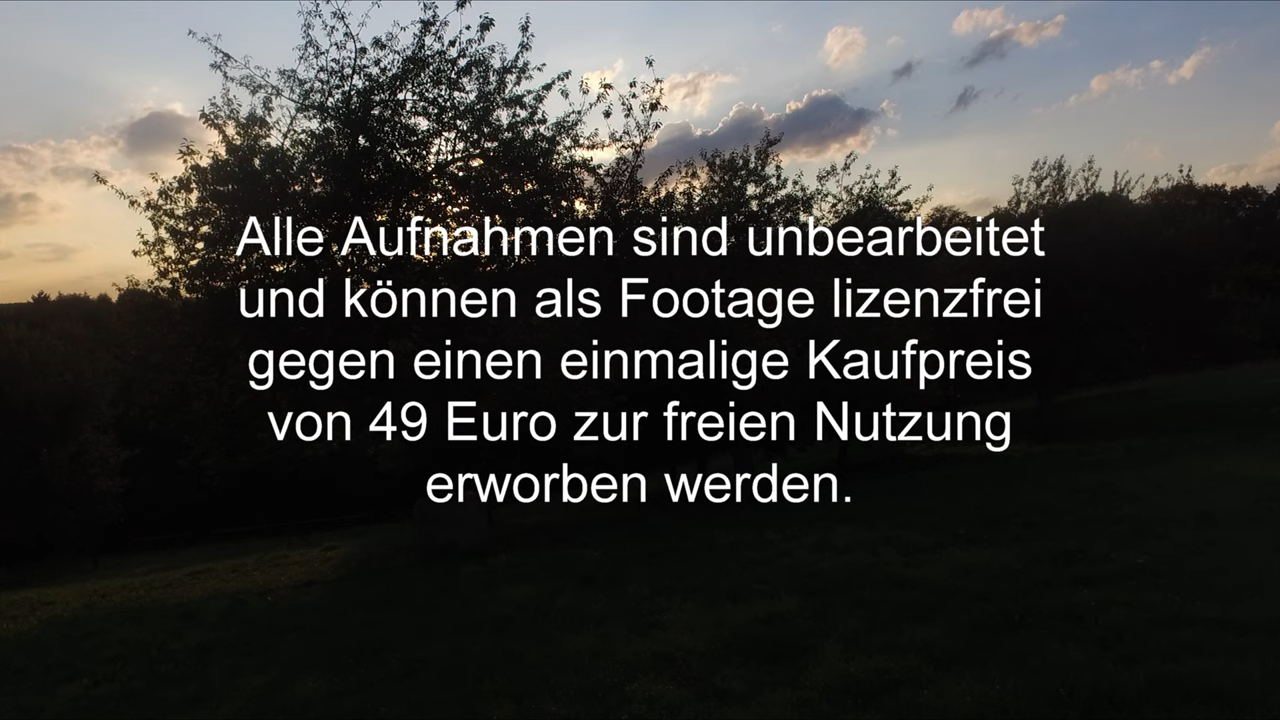 Alle Aufnahmen sind unbearbeitet
und können als Footage lizenzfrei
gegen einen einmalige Kaufpreis
von 49 Euro zur freien Nutzung
erworben werden.